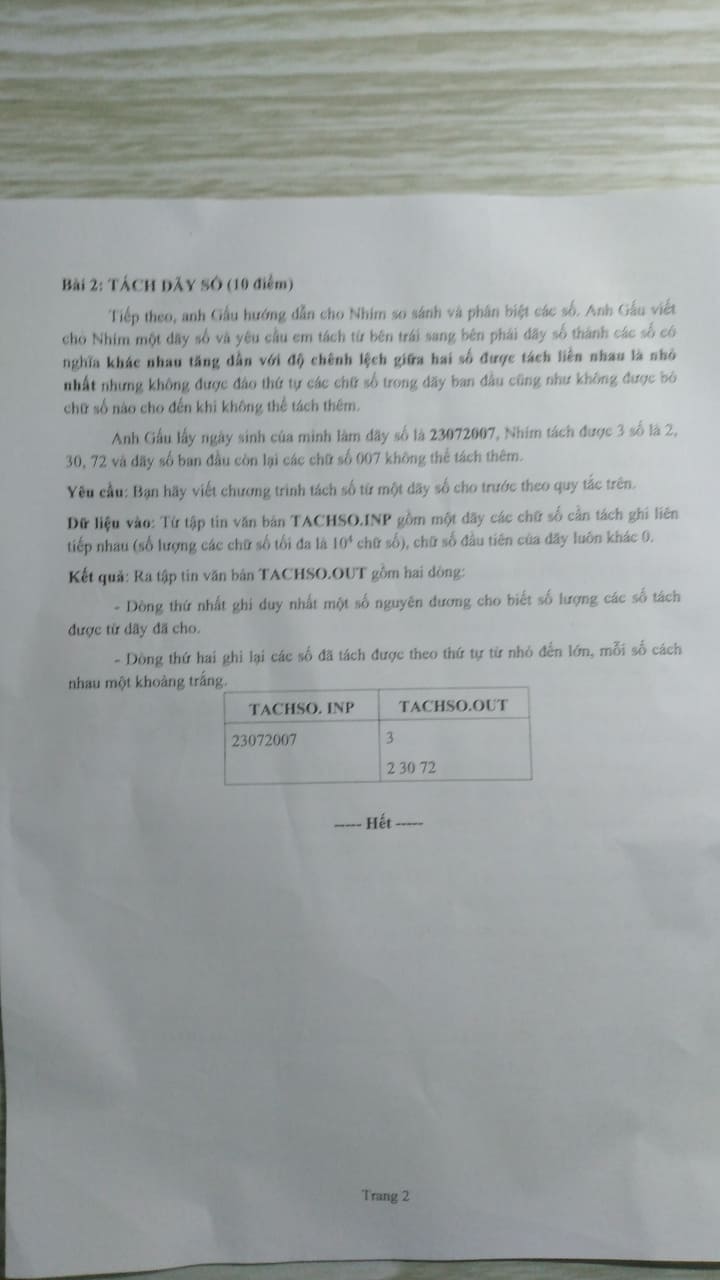 Bài 2: TÁCH DÃY SỐ (10 điểm)
Tiếp theo, anh Gấu hướng dẫn cho Nhím so sánh và phân biệt các số. Anh Gấu viết
cho Nhím một dãy số và yêu cầu em tách từ bên trái sang bên phải dãy số thành các số có
nghĩa khác nhau tăng dần với độ chênh lệch giữa hai số được tách liền nhau là nhỏ
nhất nhưng không được đảo thứ tự các chữ số trong dãy ban đầu cũng như không được bỏ
chữ số nào cho đến khi không thể tách thêm.
Anh Gấu lấy ngày sinh của mình làm dãy số là 23072007, Nhím tách được 3 số là 2,
30, 72 và dãy số ban đầu còn lại các chữ số 007 không thể tách thêm.
Yêu cầu: Bạn hãy viết chương trình tách số từ một dãy số cho trước theo quy tắc trên.
Dữ liệu vào: Từ tập tin văn bản TACHSO.INP gồm một dãy các chữ số cần tách ghi liên
tiếp nhau (số lượng các chữ số tối đa là 10⁴ chữ số), chữ số đầu tiên của dãy luôn khác 0.
Kết quả: Ra tập tin văn bản TACHSO.OUT gồm hai dòng:
- Dòng thứ nhất ghi duy nhất một số nguyên dương cho biết số lượng các số tách
được từ dãy đã cho.
- Dòng thứ hai ghi lại các số đã tách được theo thứ tự từ nhỏ đến lớn, mỗi số cách
nhau một khoảng trắng.
TACHSO. INP TACHSO.OUT
23072007 3
2 30 72
----- Hết -----
Trang 2